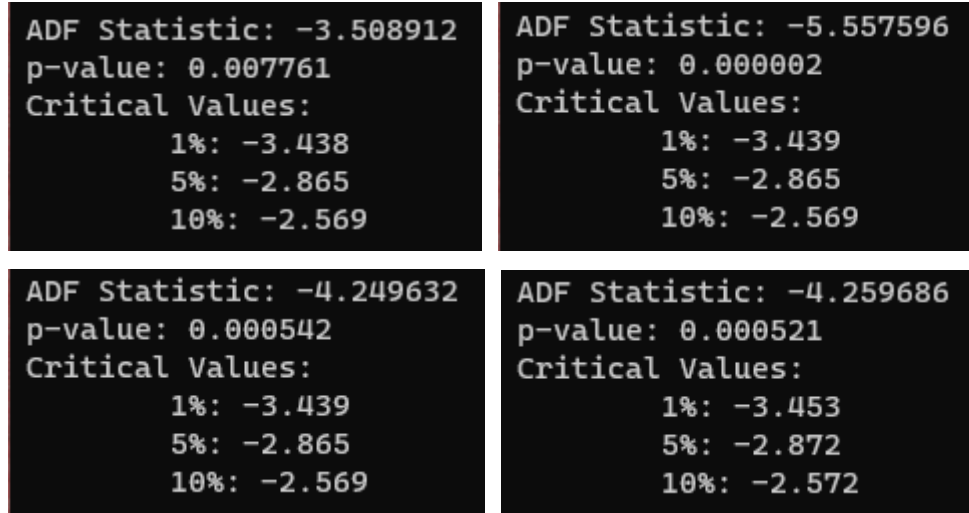 ADF Statistic: -3.508912
p-value: 0.007761
Critical Values:
1%: -3.438
5%: -2.865
10%: -2.569
ADF Statistic: -5.557596
p-value: 0.000002
Critical Values:
1%: -3.439
5%: -2.865
10%: -2.569
ADF Statistic: -4.249632
p-value: 0.000542
Critical Values:
1%: -3.439
5%: -2.865
10%: -2.569
ADF Statistic: -4.259686
p-value: 0.000521
Critical Values:
1%: -3.453
5%: -2.872
10%: -2.572